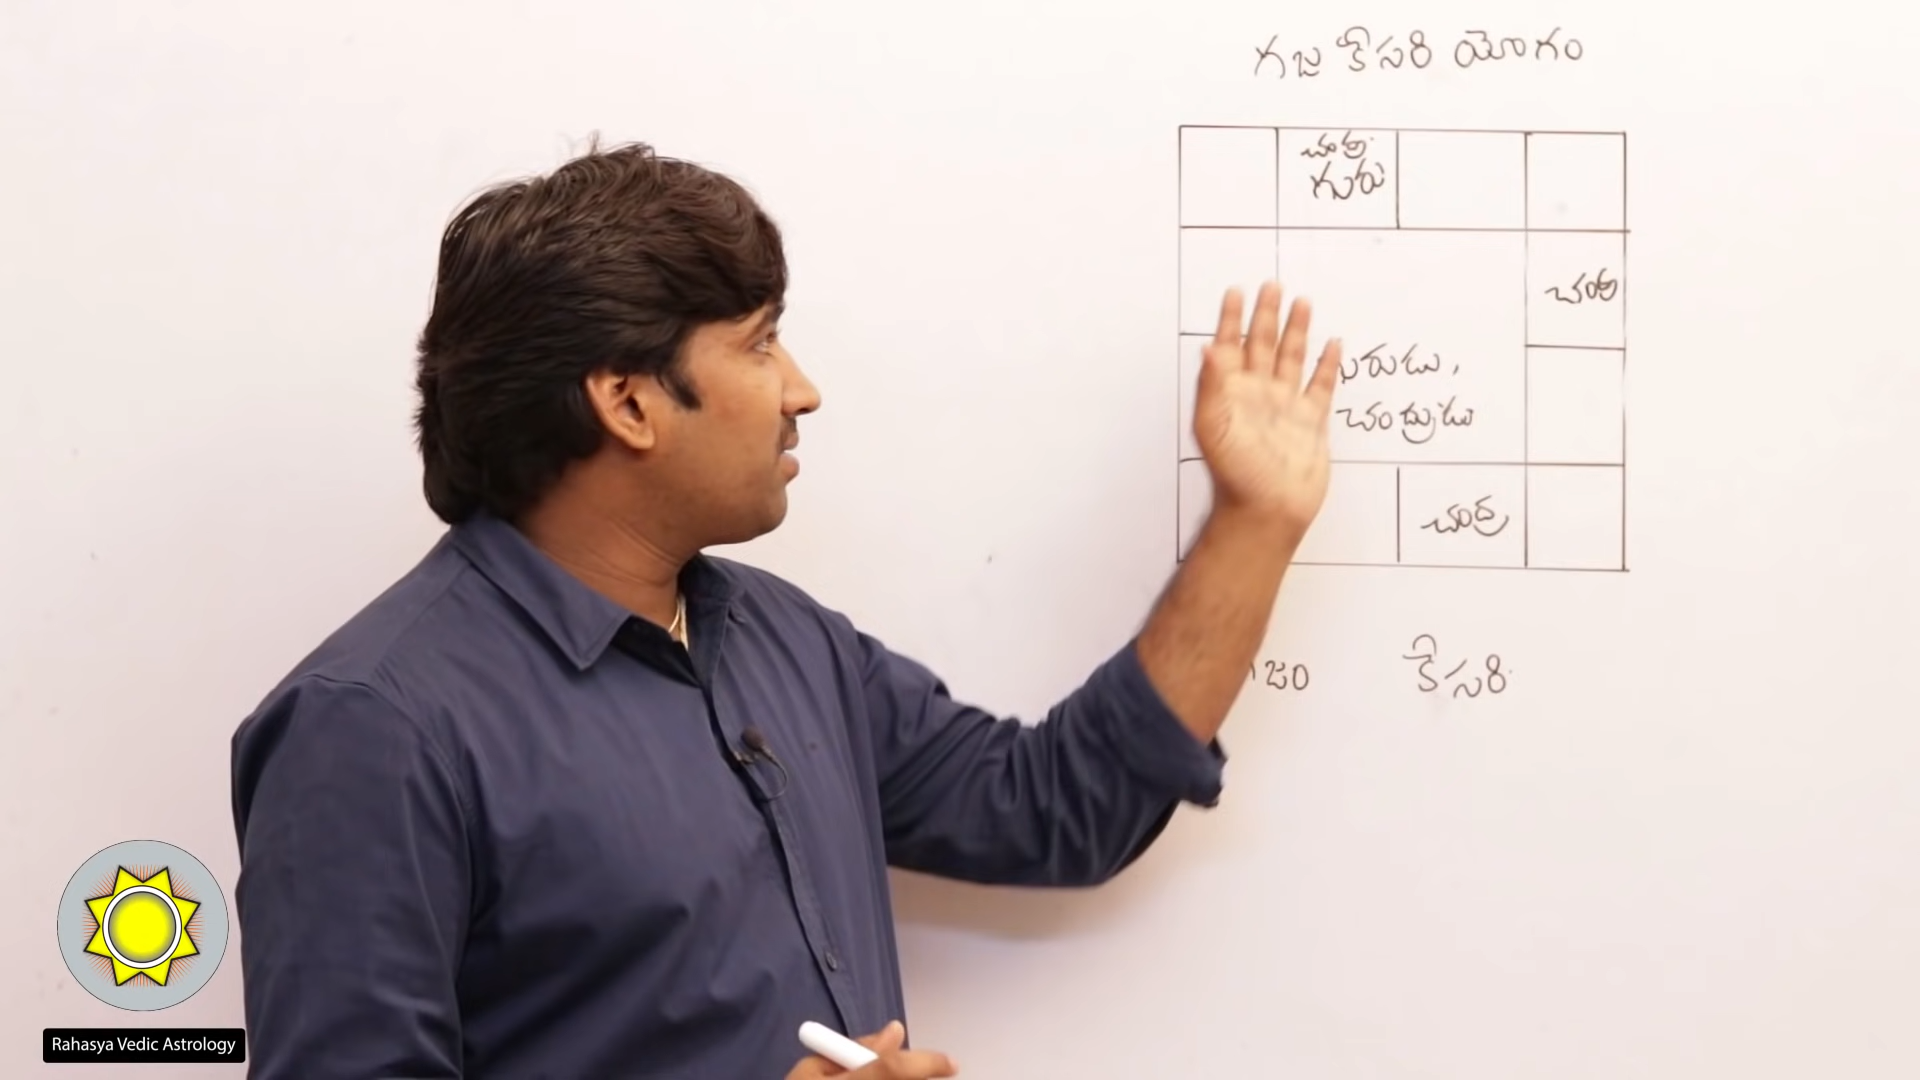 గజ కేసరి యోగం
చంద్ర
గురు
చంద్ర
చంద్రుడు
చంద్ర
కేసరి
Rahasya Vedic Astrology